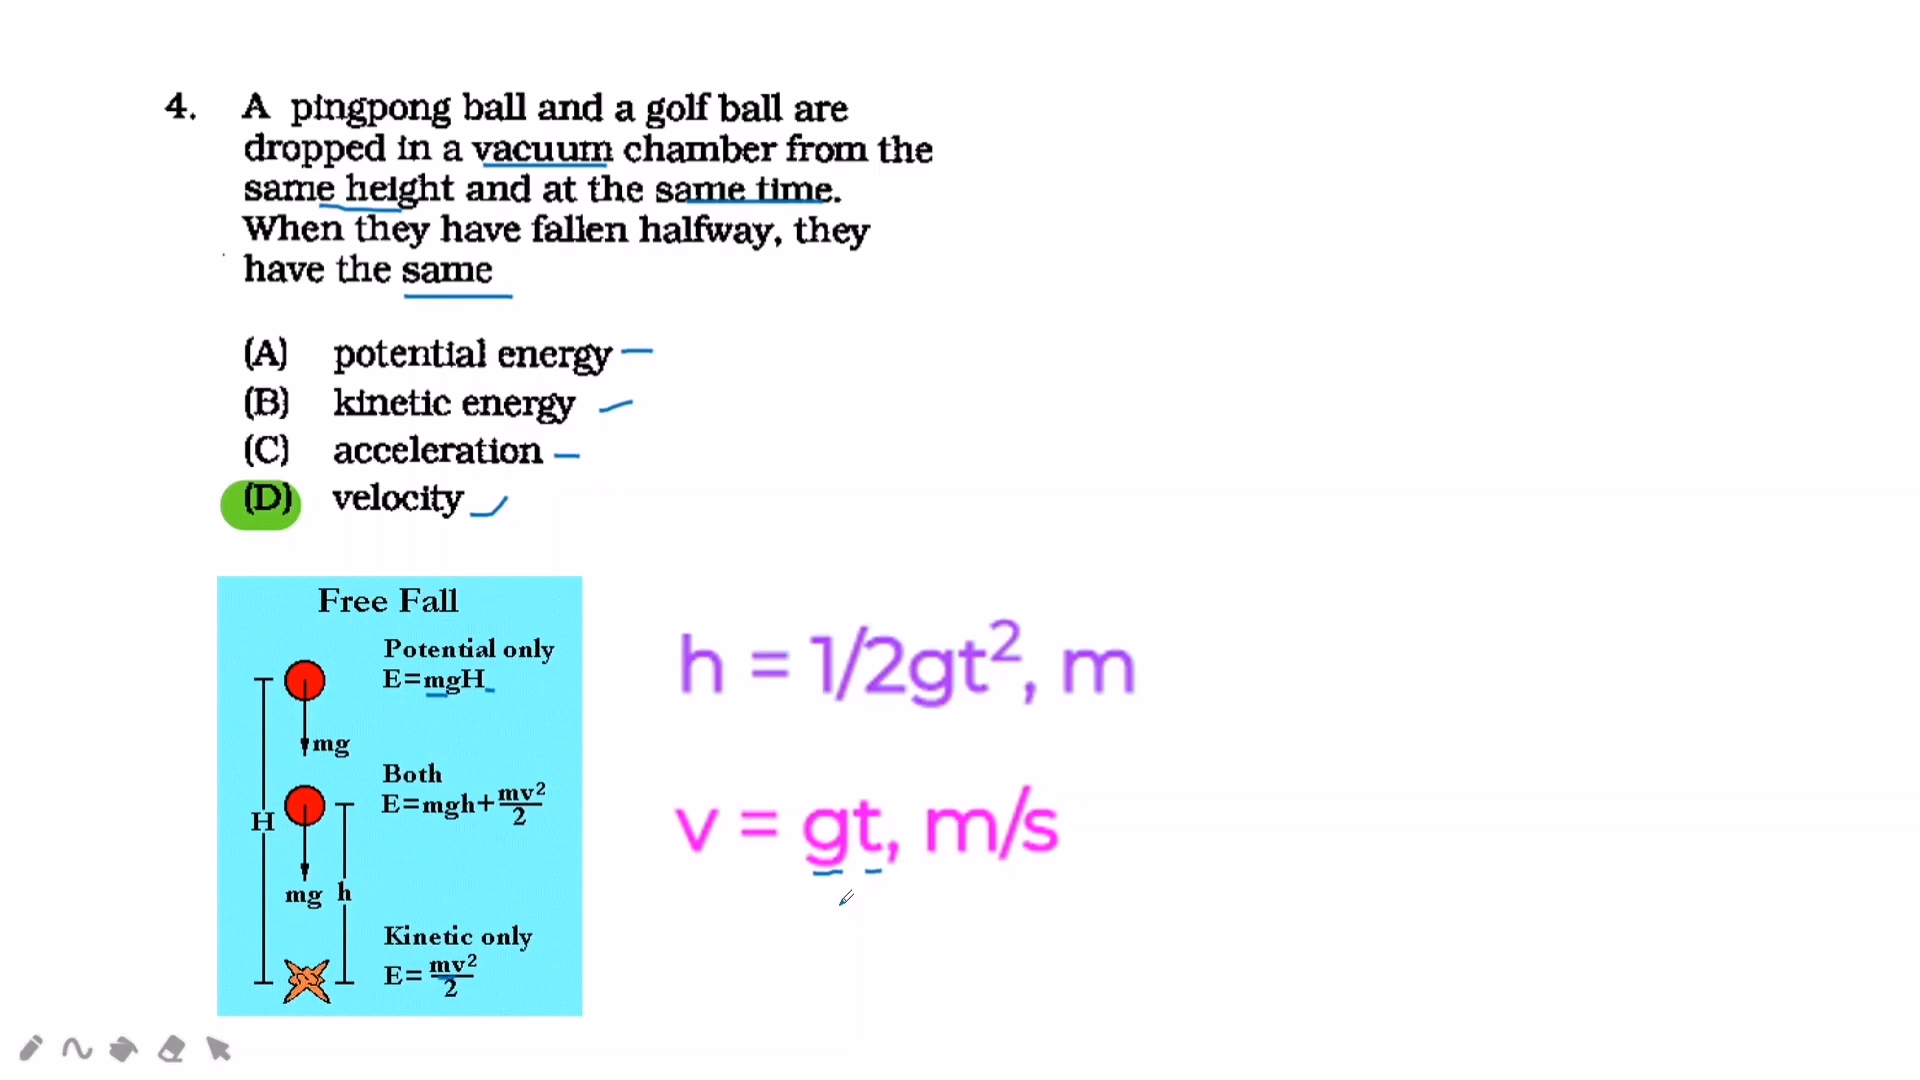 4. A pingpong ball and a golf ball are
dropped in a vacuum chamber from the
same height and at the same time.
When they have fallen halfway, they
have the same
(A) potential energy
(B) kinetic energy
(C) acceleration
(D) velocity
Free Fall
Potential only
E=mgH
mg
Both
E=mgh+mv²/2
H
mg h
Kinetic only
E=mv²/2
h = 1/2gt², m
v = gt, m/s